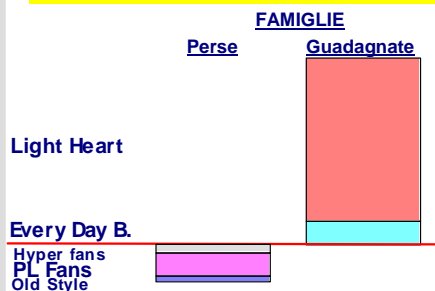 FAMIGLIE
Perse Guadagnate
Light Heart
Every Day B.
Hyper fans
PL Fans
Old Style